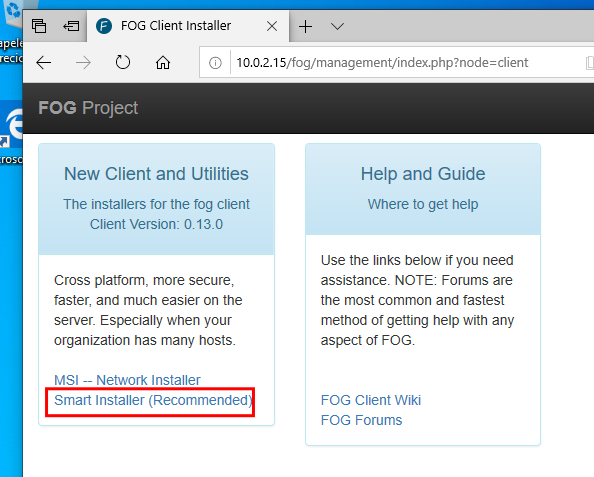 FOG Client Installer
10.0.2.15/fog/management/index.php?node=client
FOG Project
New Client and Utilities
The installers for the fog client
Client Version: 0.13.0
Cross platform, more secure,
faster, and much easier on the
server. Especially when your
organization has many hosts.
MSI -- Network Installer
Smart Installer (Recommended)
Help and Guide
Where to get help
Use the links below if you need
assistance. NOTE: Forums are
the most common and fastest
method of getting help with any
aspect of FOG.
FOG Client Wiki
FOG Forums